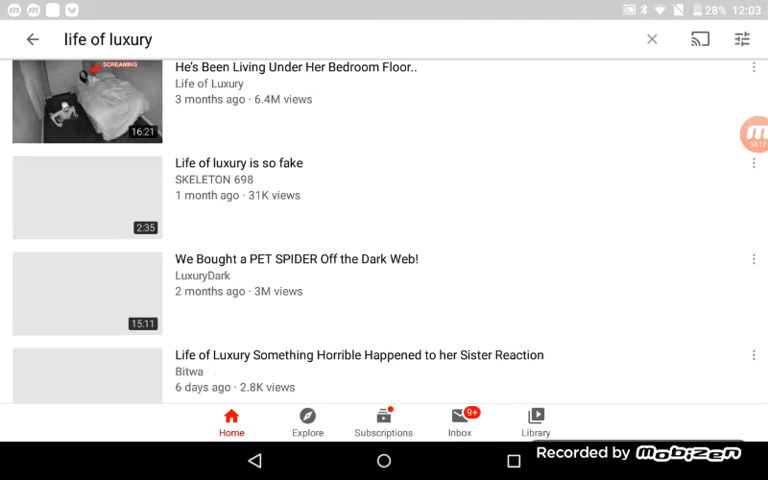 28% 12:03
life of luxury
SCREAMING
He's Been Living Under Her Bedroom Floor..
Life of Luxury
3 months ago · 6.4M views
16:21
Life of luxury is so fake
SKELETON 698
1 month ago · 31K views
2:35
We Bought a PET SPIDER Off the Dark Web!
LuxuryDark
2 months ago · 3M views
15:11
Life of Luxury Something Horrible Happened to her Sister Reaction
Bitwa
6 days ago · 2.8K views
9+
Home Explore Subscriptions Inbox Library
Recorded by mobizen